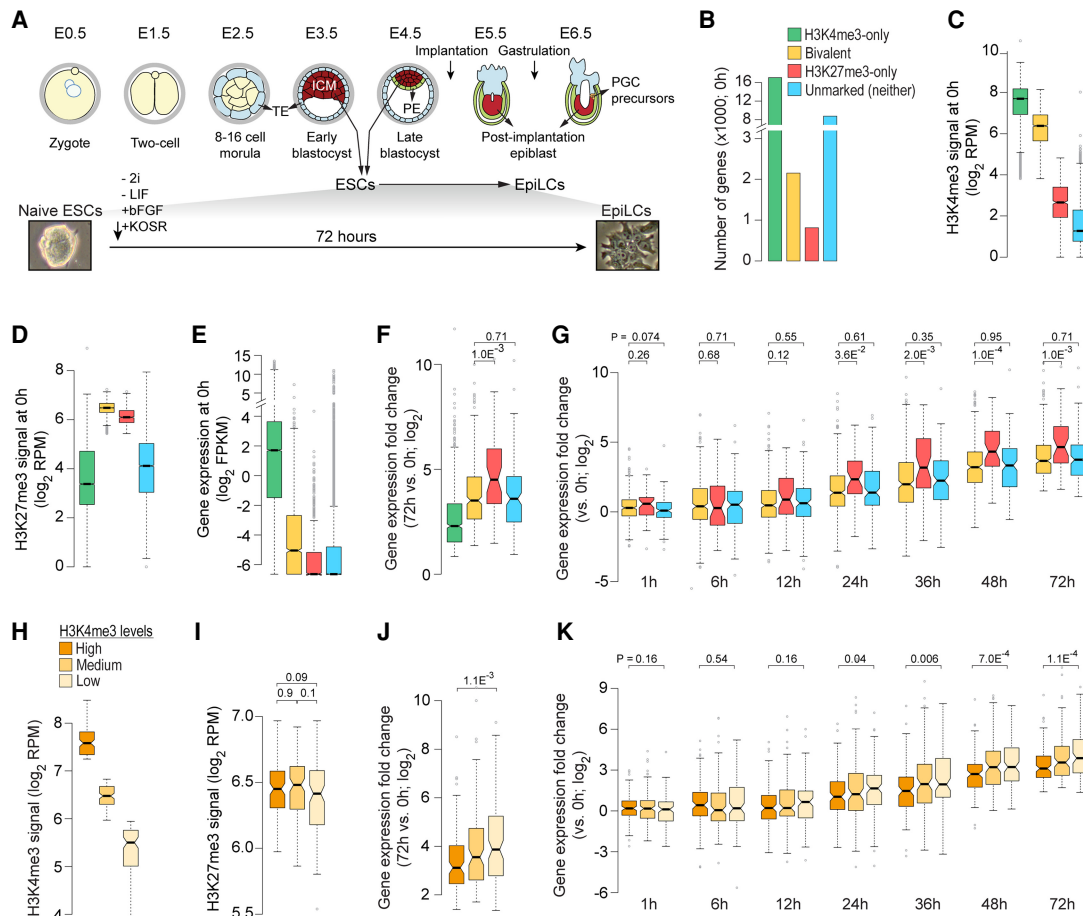 A
E0.5 E1.5 E2.5 E3.5 E4.5 E5.5 E6.5
Implantation Gastrulation
ICM
TE
PE
PGC
precursors
Zygote
Two-cell
8-16 cell
morula
Early
blastocyst
Late
blastocyst
Post-implantation
epiblast
ESCs
EpiLCs
- 2i
- LIF
+bFGF
+KOSR
Naive ESCs
72 hours
EpiLCs
B
H3K4me3-only
Bivalent
H3K27me3-only
Unmarked (neither)
Number of genes (x1000; 0h)
16
12
8
3
2
1
0
C
H3K4me3 signal at 0h
(log2 RPM)
10
8
6
4
2
0
D
H3K27me3 signal at 0h
(log2 RPM)
8
6
4
2
0
E
Gene expression at 0h
(log2 FPKM)
15
10
5
4
2
0
-2
-4
-6
F
Gene expression fold change
(72h vs. 0h; log2)
0.71
1.0E-3
10
5
0
G
Gene expression fold change
(vs. 0h; log2)
P = 0.074 0.71 0.55 0.61 0.35 0.95 0.71
0.26 0.68 0.12 3.6E-2 2.0E-3 1.0E-4 1.0E-3
10
5
0
-5
1h 6h 12h 24h 36h 48h 72h
H
H3K4me3 levels
High
Medium
Low
H3K4me3 signal (log2 RPM)
8
7
6
5
4
I
H3K27me3 signal (log2 RPM)
0.09
0.9 0.1
7.0
6.5
6.0
5.5
J
Gene expression fold change
(72h vs. 0h; log2)
1.1E-3
10
8
6
4
2
K
Gene expression fold change
(vs. 0h; log2)
P = 0.16 0.54 0.16 0.04 0.006 7.0E-4 1.1E-4
9
6
3
0
-3
-6
1h 6h 12h 24h 36h 48h 72h